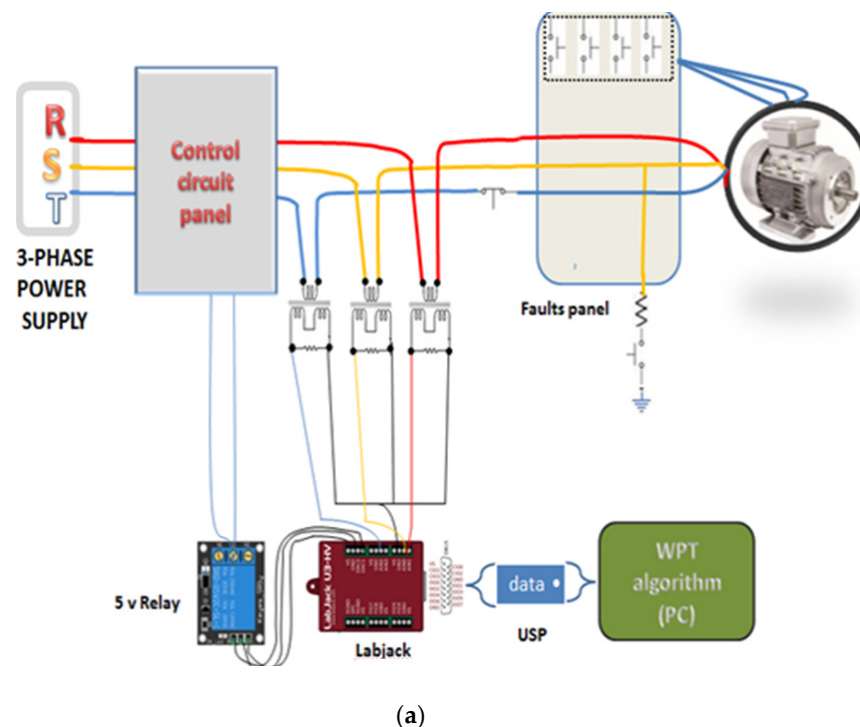 R
S
T
3-PHASE
POWER
SUPPLY
Control
circuit
panel
Faults panel
5 v Relay
LabJack U3-HV
Labjack
data
USP
WPT
algorithm
(PC)
(a)